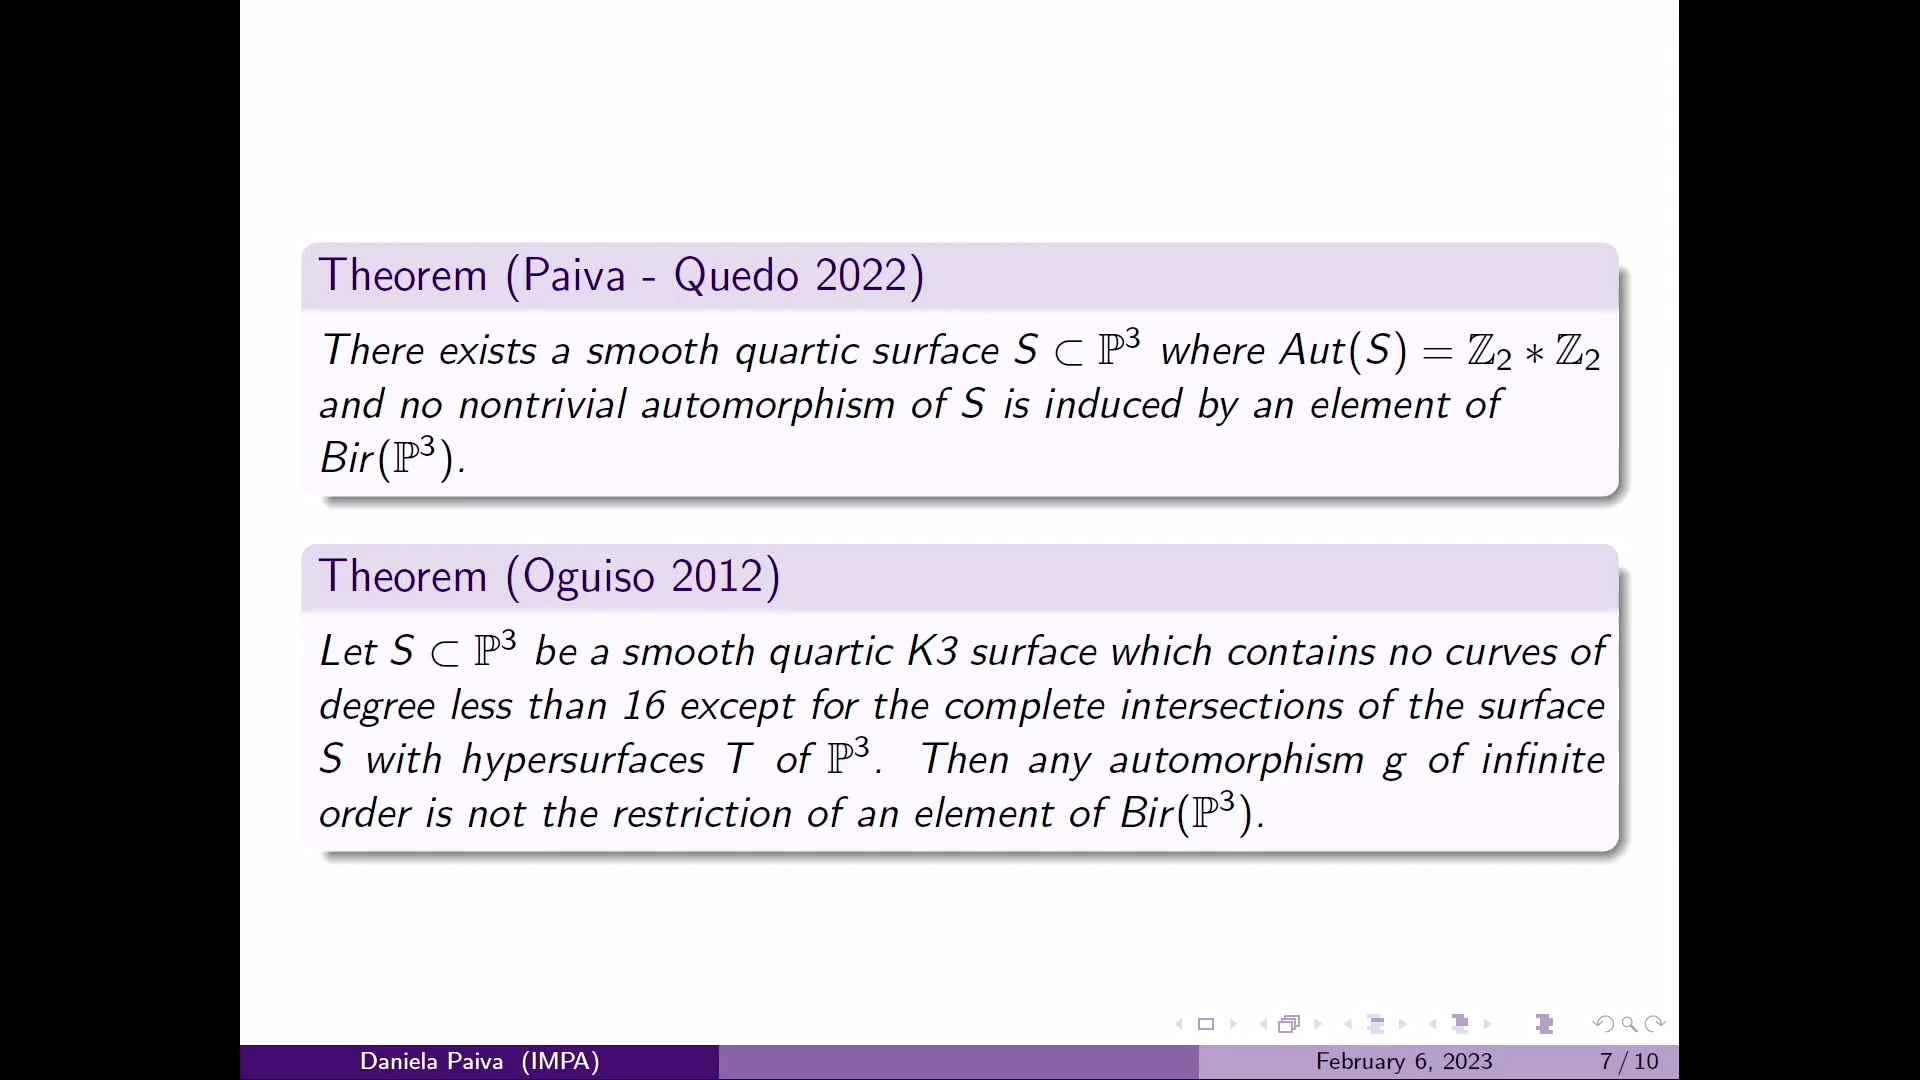 Theorem (Paiva - Quedo 2022)
There exists a smooth quartic surface S ⊂ ℙ³ where Aut(S) = ℤ₂ ∗ ℤ₂
and no nontrivial automorphism of S is induced by an element of
Bir(ℙ³).
Theorem (Oguiso 2012)
Let S ⊂ ℙ³ be a smooth quartic K3 surface which contains no curves of
degree less than 16 except for the complete intersections of the surface
S with hypersurfaces T of ℙ³. Then any automorphism g of infinite
order is not the restriction of an element of Bir(ℙ³).
Daniela Paiva (IMPA) February 6, 2023 7 / 10